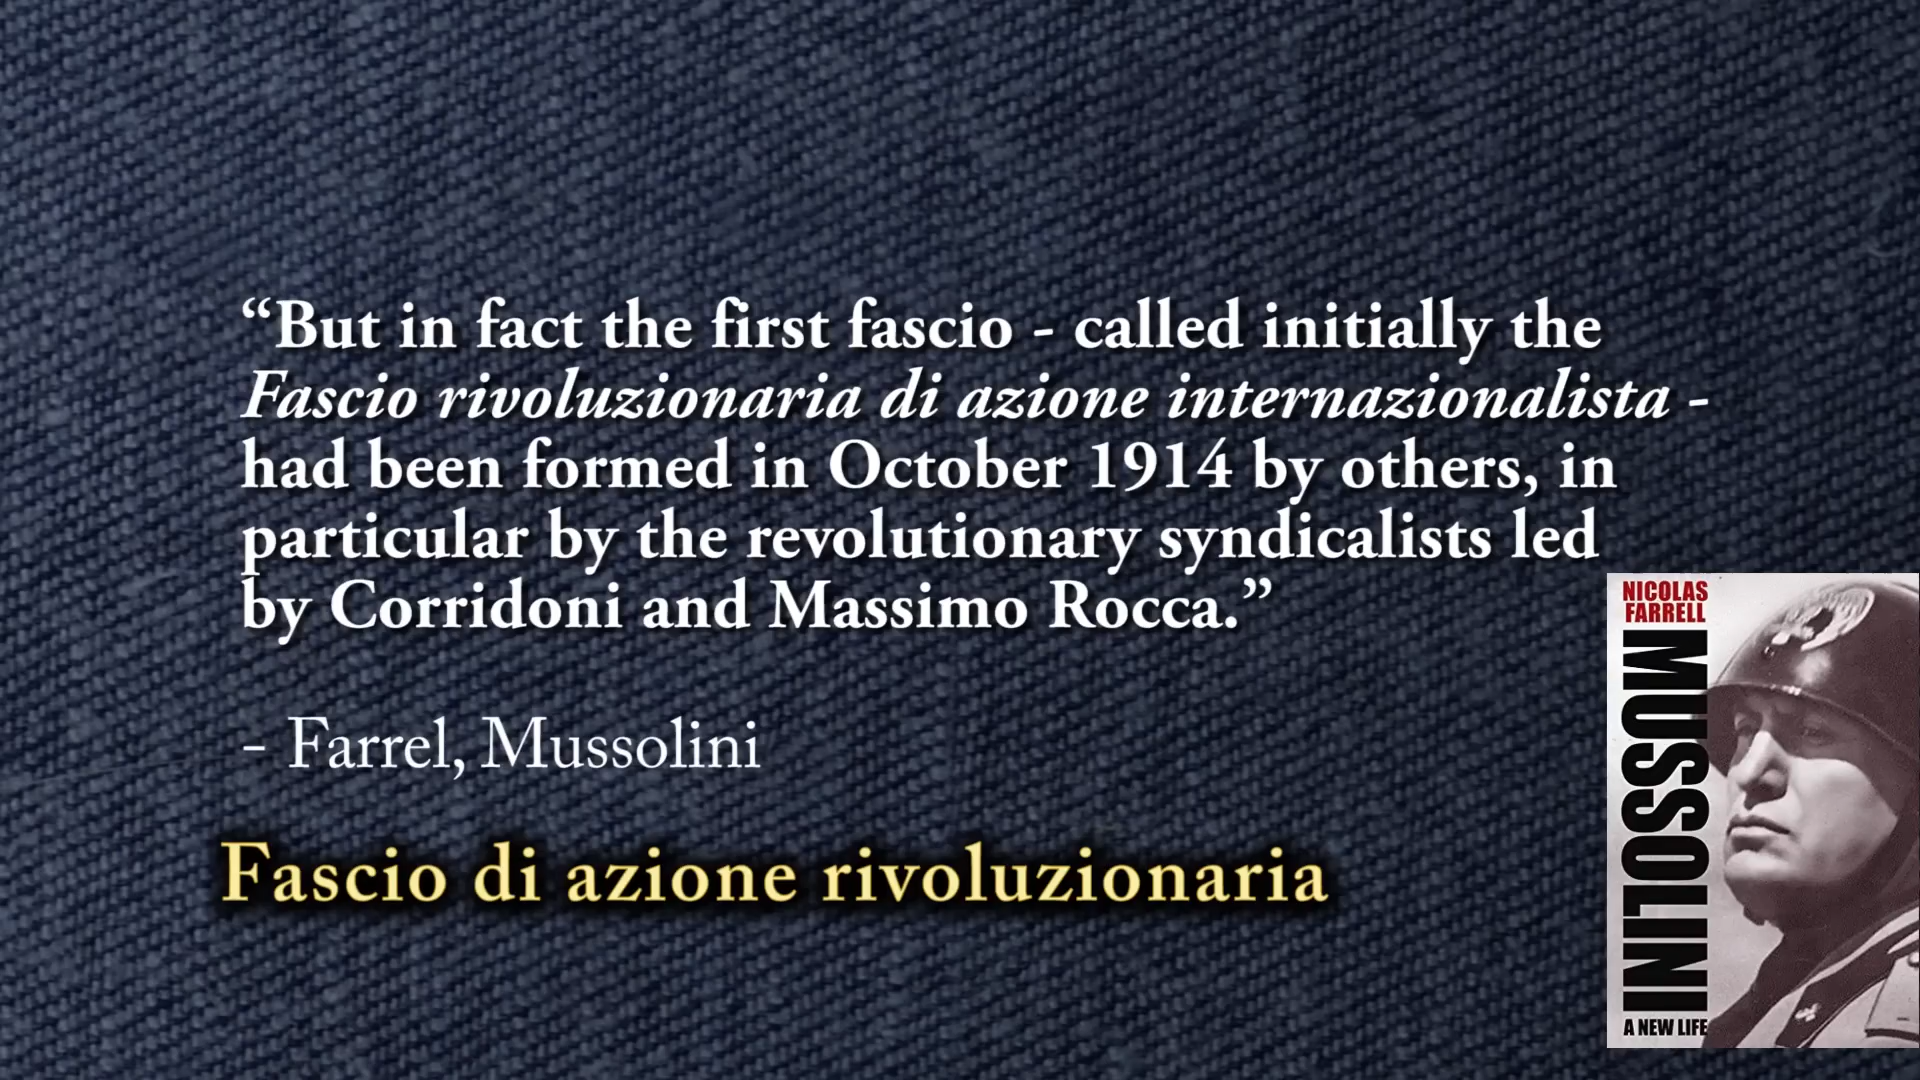 “But in fact the first fascio - called initially the
Fascio rivoluzionaria di azione internazionalista -
had been formed in October 1914 by others, in
particular by the revolutionary syndicalists led
by Corridoni and Massimo Rocca.”
- Farrel, Mussolini
Fascio di azione rivoluzionaria
NICOLAS
FARRELL
MUSSOLINI
A NEW LIFE